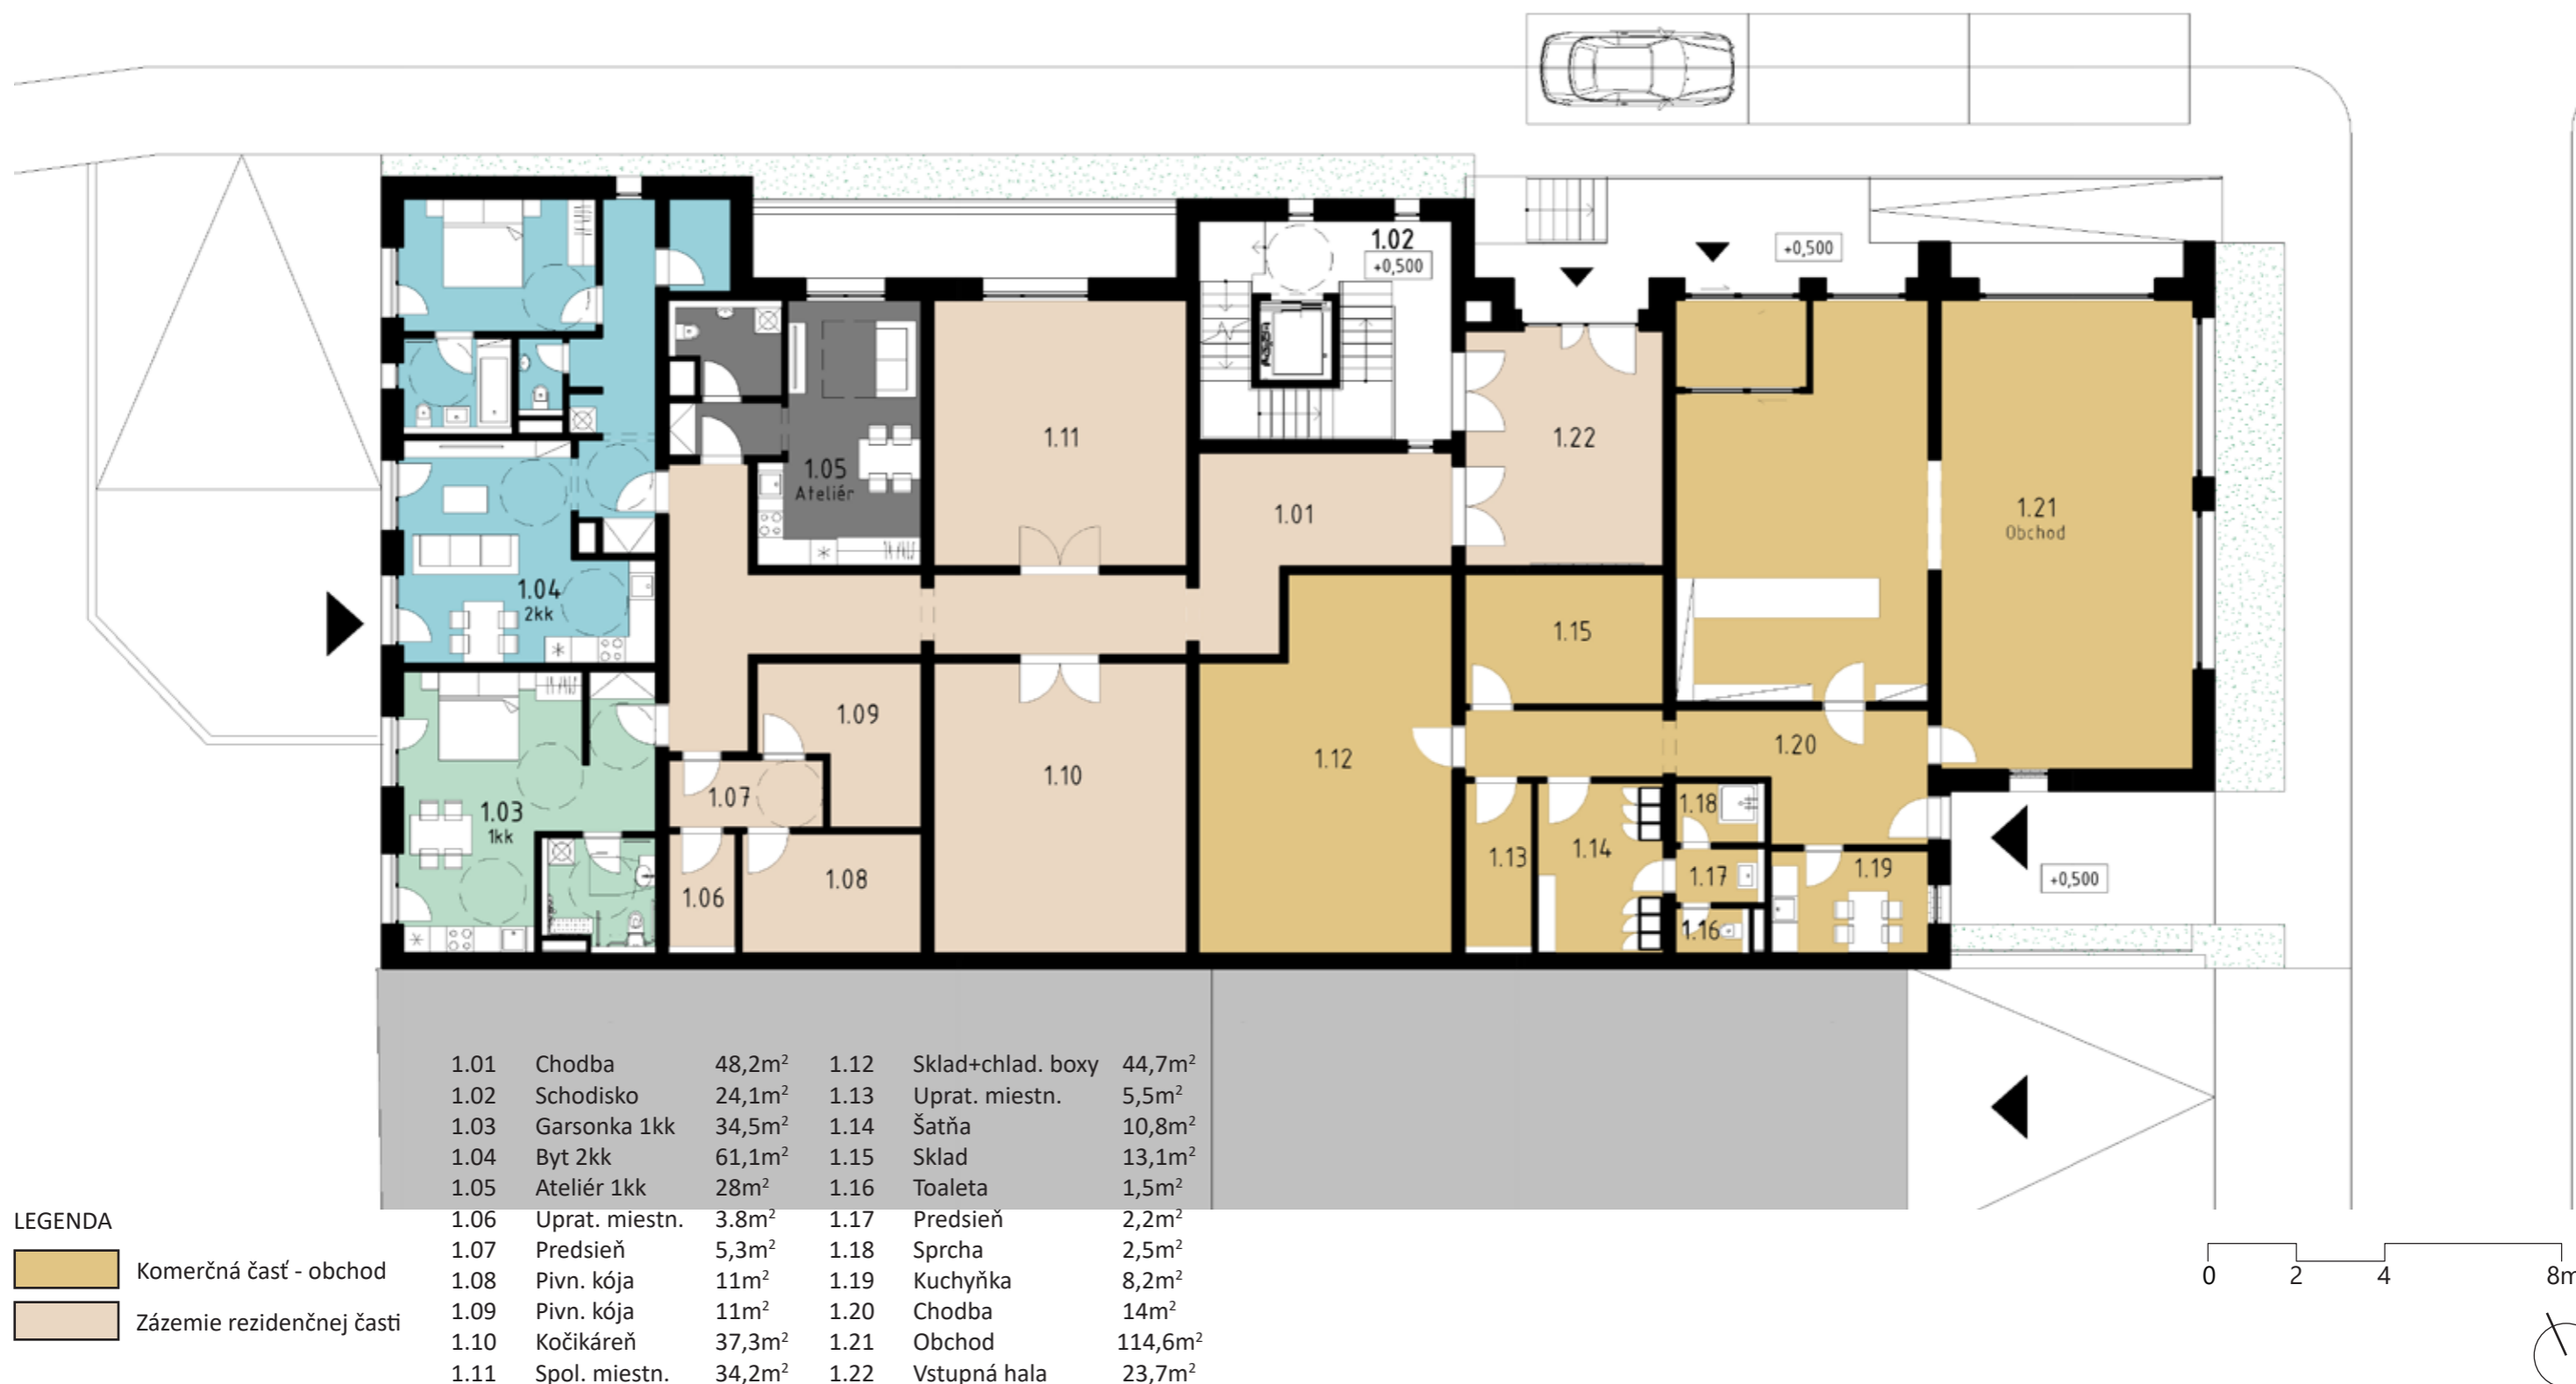 1.02
+0,500
+0,500
1.11
1.22
1.05
Ateliér
1.01
1.21
Obchod
1.04
2kk
1.15
1.09
1.12
1.20
1.10
1.07
1.03
1kk
1.18
1.14
1.13
1.19
1.17
1.08
1.06
1.16
+0,500
1.01 Chodba 48,2m² 1.12 Sklad+chlad. boxy 44,7m²
1.02 Schodisko 24,1m² 1.13 Uprat. miestn. 5,5m²
1.03 Garsonka 1kk 34,5m² 1.14 Šatňa 10,8m²
1.04 Byt 2kk 61,1m² 1.15 Sklad 13,1m²
1.05 Ateliér 1kk 28m² 1.16 Toaleta 1,5m²
1.06 Uprat. miestn. 3.8m² 1.17 Predsieň 2,2m²
1.07 Predsieň 5,3m² 1.18 Sprcha 2,5m²
1.08 Pivn. kója 11m² 1.19 Kuchyňka 8,2m²
1.09 Pivn. kója 11m² 1.20 Chodba 14m²
1.10 Kočikáreň 37,3m² 1.21 Obchod 114,6m²
1.11 Spol. miestn. 34,2m² 1.22 Vstupná hala 23,7m²
LEGENDA
Komerčná časť - obchod
Zázemie rezidenčnej časti
0 2 4 8m